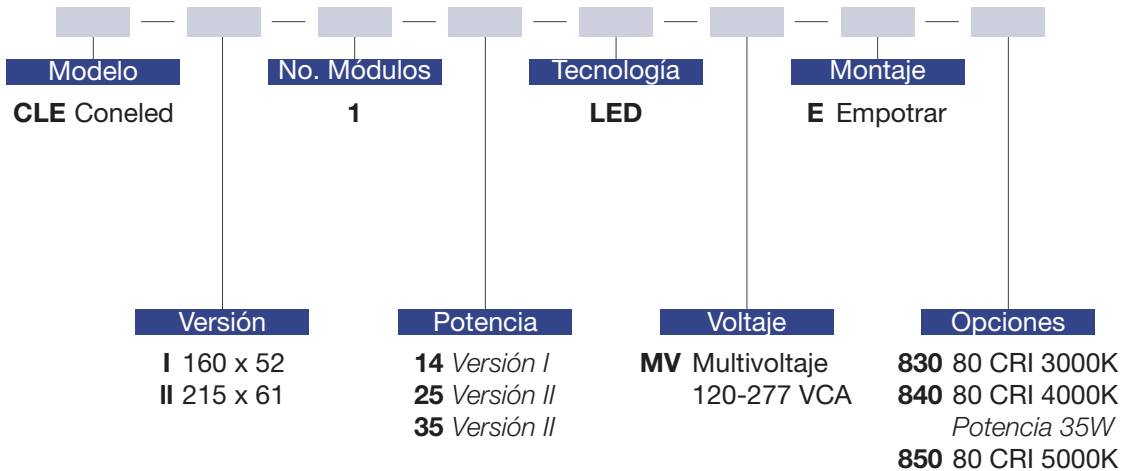 Modelo
No. Módulos
Tecnología
Montaje
CLE Coneled
1
LED
E Empotrar
Versión
Potencia
Voltaje
Opciones
I 160 x 52
II 215 x 61
14 Versión I
25 Versión II
35 Versión II
MV Multivoltaje
120-277 VCA
830 80 CRI 3000K
840 80 CRI 4000K
Potencia 35W
850 80 CRI 5000K